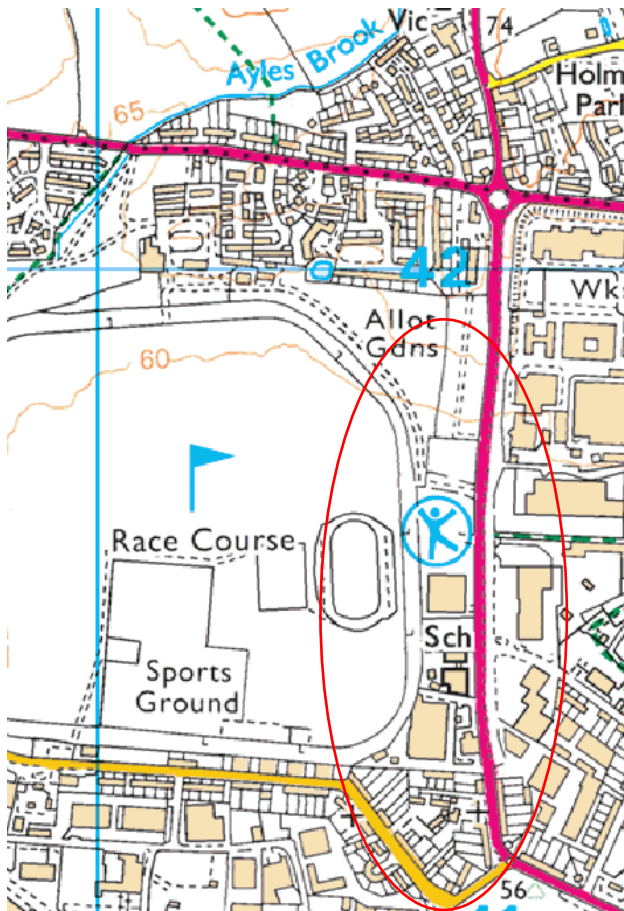 Vic
74
Ayles Brook
Holm
Park
65
42
Wk
Allot
Gdns
60
Race Course
Sch
Sports
Ground
56